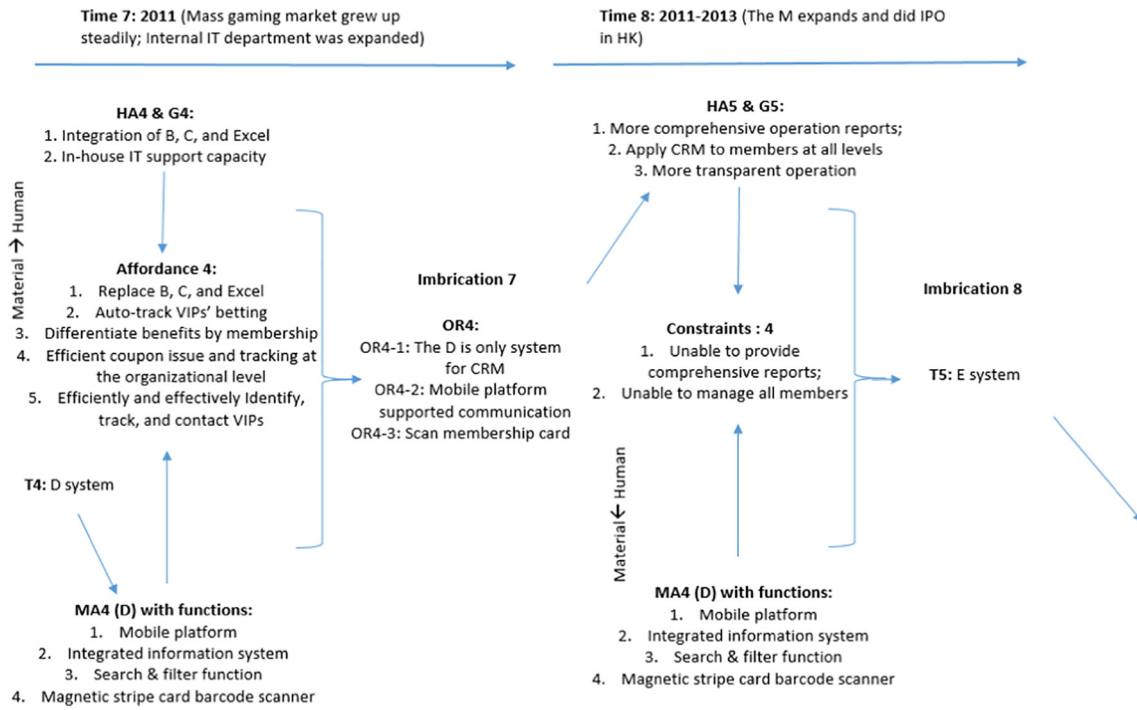 Time 7: 2011 (Mass gaming market grew up
steadily; Internal IT department was expanded)
HA4 & G4:
1. Integration of B, C, and Excel
2. In-house IT support capacity
Material → Human
Affordance 4:
1. Replace B, C, and Excel
2. Auto-track VIPs' betting
3. Differentiate benefits by membership
4. Efficient coupon issue and tracking at
the organizational level
5. Efficiently and effectively Identify,
track, and contact VIPs
T4: D system
MA4 (D) with functions:
1. Mobile platform
2. Integrated information system
3. Search & filter function
4. Magnetic stripe card barcode scanner
Imbrication 7
OR4:
OR4-1: The D is only system
for CRM
OR4-2: Mobile platform
supported communication
OR4-3: Scan membership card
Time 8: 2011-2013 (The M expands and did IPO
in HK)
HA5 & G5:
1. More comprehensive operation reports;
2. Apply CRM to members at all levels
3. More transparent operation
Constraints : 4
1. Unable to provide
comprehensive reports;
2. Unable to manage all members
Material ← Human
MA4 (D) with functions:
1. Mobile platform
2. Integrated information system
3. Search & filter function
4. Magnetic stripe card barcode scanner
Imbrication 8
T5: E system